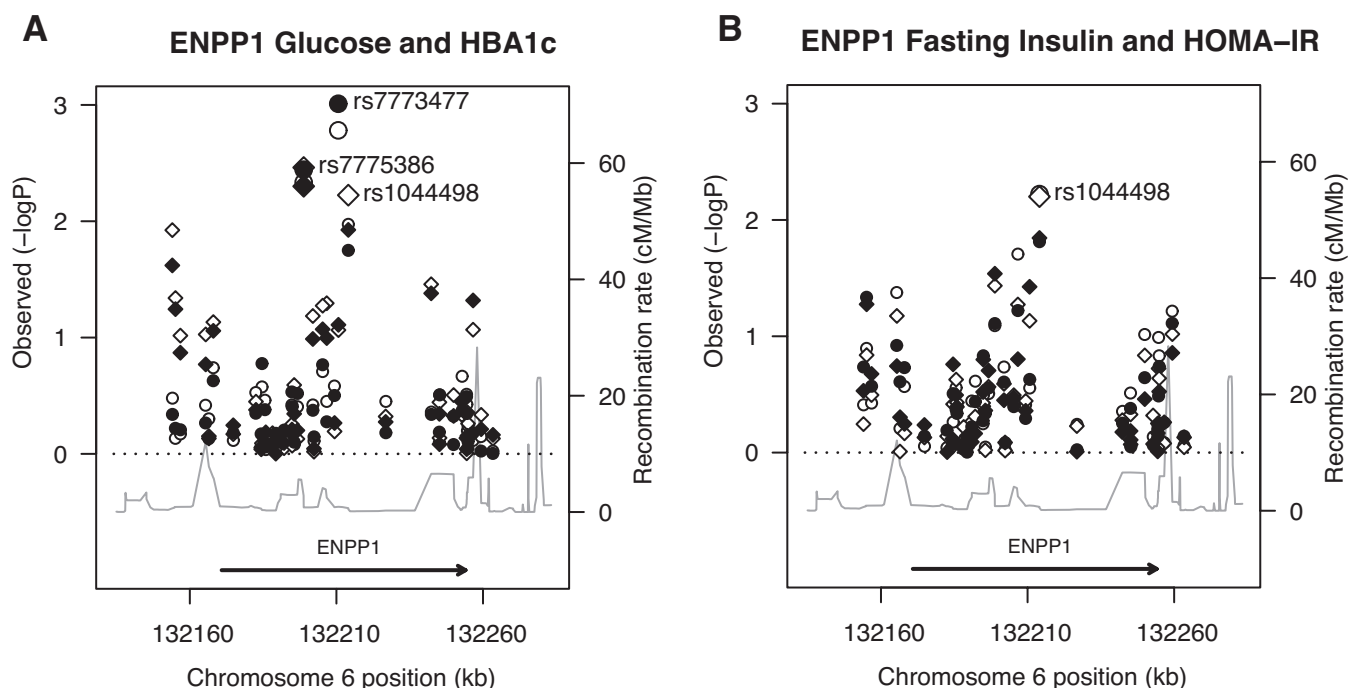 A
ENPP1 Glucose and HBA1c
3
2
1
0
Observed (−logP)
rs7773477
rs7775386
rs1044498
60
40
20
0
Recombination rate (cM/Mb)
ENPP1
132160
132210
132260
Chromosome 6 position (kb)
B
ENPP1 Fasting Insulin and HOMA−IR
3
2
1
0
Observed (−logP)
rs1044498
60
40
20
0
Recombination rate (cM/Mb)
ENPP1
132160
132210
132260
Chromosome 6 position (kb)